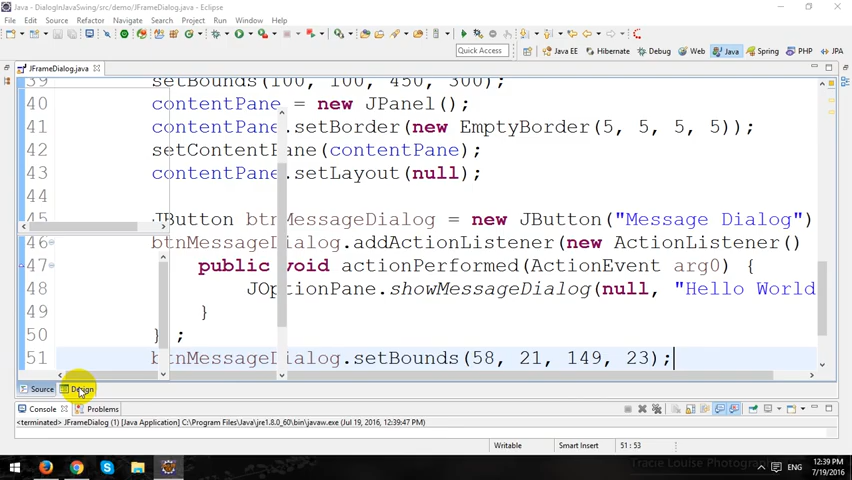 Java - DialogInJavaSwing/src/demo/JFrameDialog.java - Eclipse
File Edit Source Refactor Navigate Search Project Run Window Help
Quick Access
Java EE Hibernate Debug Web Java Spring PHP JPA
JFrameDialog.java
39 setBounds(100, 100, 450, 300);
40 contentPane = new JPanel();
41 contentPane.setBorder(new EmptyBorder(5, 5, 5, 5));
42 setContentPane(contentPane);
43 contentPane.setLayout(null);
44
45 JButton btnMessageDialog = new JButton("Message Dialog")
46 btnMessageDialog.addActionListener(new ActionListener()
47 public void actionPerformed(ActionEvent arg0) {
48 JOptionPane.showMessageDialog(null, "Hello World
49 }
50 } ;
51 btnMessageDialog.setBounds(58, 21, 149, 23);
Source Design
Console Problems
<terminated> JFrameDialog (1) [Java Application] C:\Program Files\Java\jre1.8.0_60\bin\javaw.exe (Jul 19, 2016, 12:39:47 PM)
Writable Smart Insert 51 : 53
Tracie Louise Photography
ENG
12:39 PM
7/19/2016